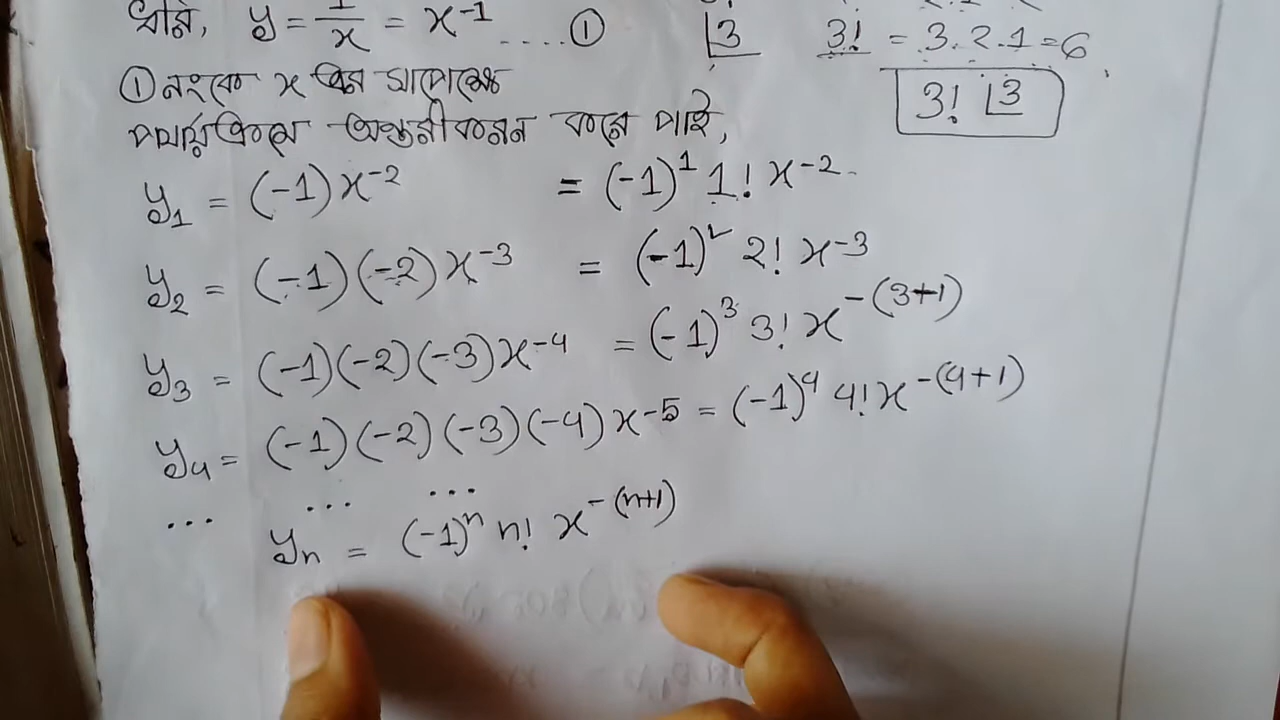 ধরি, y = 1/x = x⁻¹ ..... ①
①নংকে x এর সাপেক্ষে
পর্যায়ক্রমে অন্তরীকরন করে পাই,
y₁ = (-1)x⁻² = (-1)¹ 1! x⁻²
y₂ = (-1)(-2)x⁻³ = (-1)² 2! x⁻³
y₃ = (-1)(-2)(-3)x⁻⁴ = (-1)³ 3! x⁻⁽³⁺¹⁾
y₄ = (-1)(-2)(-3)(-4)x⁻⁵ = (-1)⁴ 4! x⁻⁽⁴⁺¹⁾
... ... ...
yₙ = (-1)ⁿ n! x⁻⁽ⁿ⁺¹⁾
|3 3! = 3.2.1 = 6
3! |3